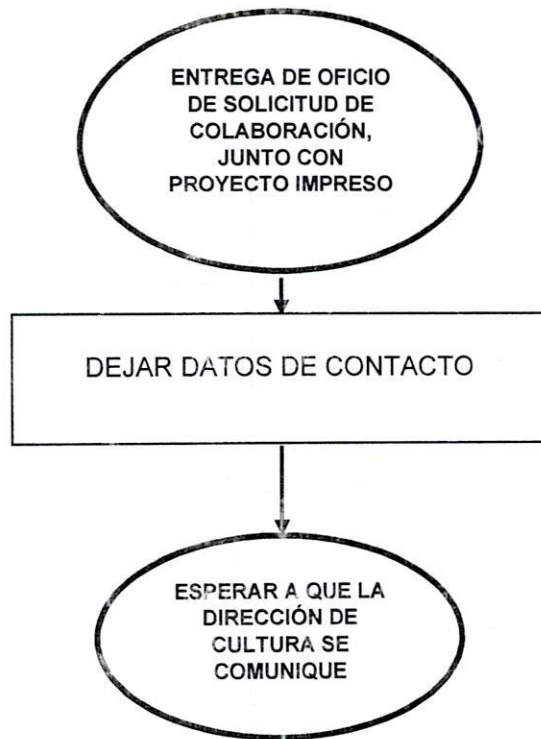 ENTREGA DE OFICIO
DE SOLICITUD DE
COLABORACIÓN,
JUNTO CON
PROYECTO IMPRESO
DEJAR DATOS DE CONTACTO
ESPERAR A QUE LA
DIRECCIÓN DE
CULTURA SE
COMUNIQUE